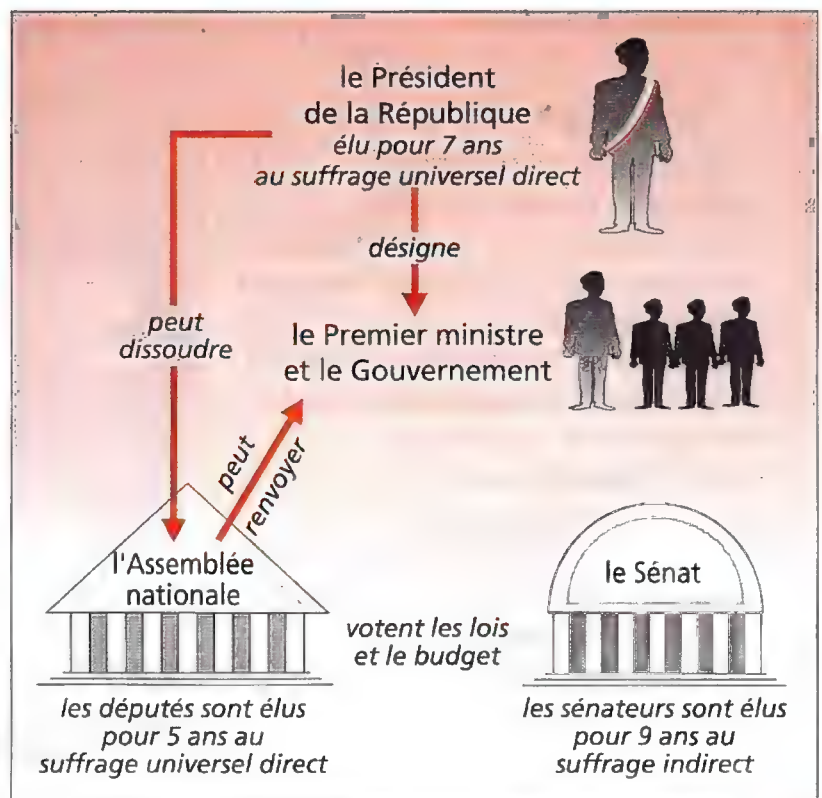 le Président
de la République
élu pour 7 ans
au suffrage universel direct
désigne
peut
dissoudre
le Premier ministre
et le Gouvernement
peut
renvoyer
l'Assemblée
nationale
le Sénat
votent les lois
et le budget
les députés sont élus
pour 5 ans au
suffrage universel direct
les sénateurs sont élus
pour 9 ans au
suffrage indirect